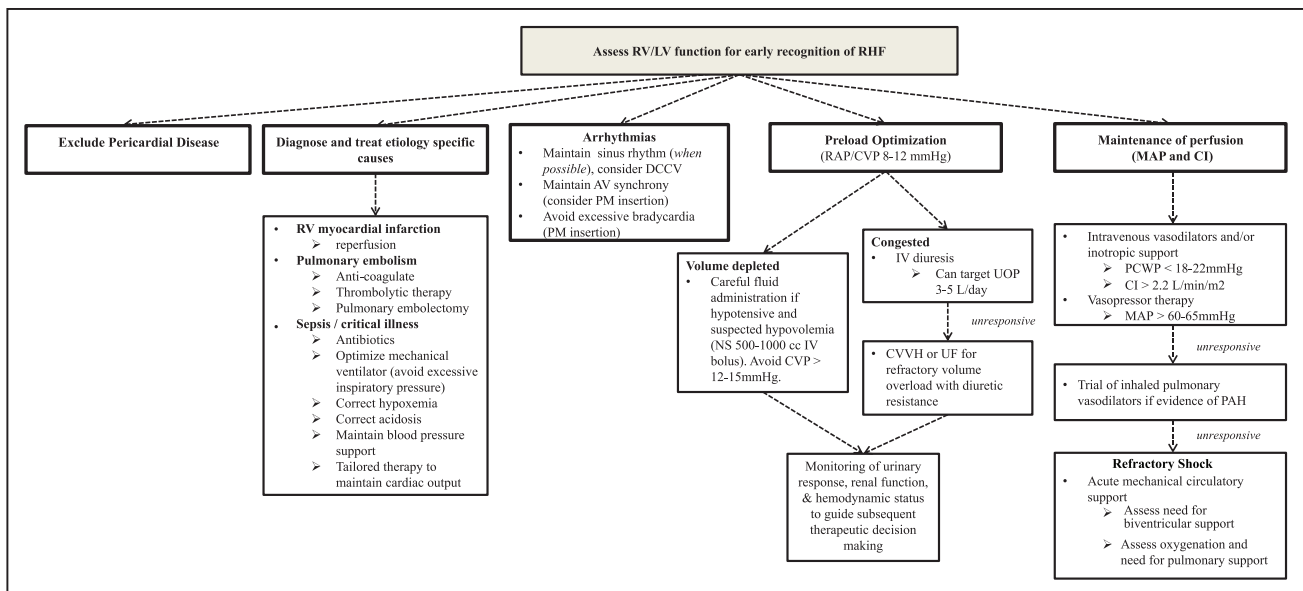 Assess RV/LV function for early recognition of RHF
Exclude Pericardial Disease
Diagnose and treat etiology specific
causes
• RV myocardial infarction
➢ reperfusion
• Pulmonary embolism
➢ Anti-coagulate
➢ Thrombolytic therapy
➢ Pulmonary embolectomy
• Sepsis / critical illness
➢ Antibiotics
➢ Optimize mechanical
ventilator (avoid excessive
inspiratory pressure)
➢ Correct hypoxemia
➢ Correct acidosis
➢ Maintain blood pressure
support
➢ Tailored therapy to
maintain cardiac output
Arrhythmias
• Maintain sinus rhythm (when
possible), consider DCCV
• Maintain AV synchrony
(consider PM insertion)
• Avoid excessive bradycardia
(PM insertion)
Preload Optimization
(RAP/CVP 8-12 mmHg)
Volume depleted
• Careful fluid
administration if
hypotensive and
suspected hypovolemia
(NS 500-1000 cc IV
bolus). Avoid CVP >
12-15mmHg.
Congested
• IV diuresis
➢ Can target UOP
3-5 L/day
unresponsive
• CVVH or UF for
refractory volume
overload with diuretic
resistance
Monitoring of urinary
response, renal function,
& hemodynamic status
to guide subsequent
therapeutic decision
making
Maintenance of perfusion
(MAP and CI)
• Intravenous vasodilators and/or
inotropic support
➢ PCWP < 18-22mmHg
➢ CI > 2.2 L/min/m2
• Vasopressor therapy
➢ MAP > 60-65mmHg
unresponsive
• Trial of inhaled pulmonary
vasodilators if evidence of PAH
unresponsive
Refractory Shock
• Acute mechanical circulatory
support
➢ Assess need for
biventricular support
➢ Assess oxygenation and
need for pulmonary support